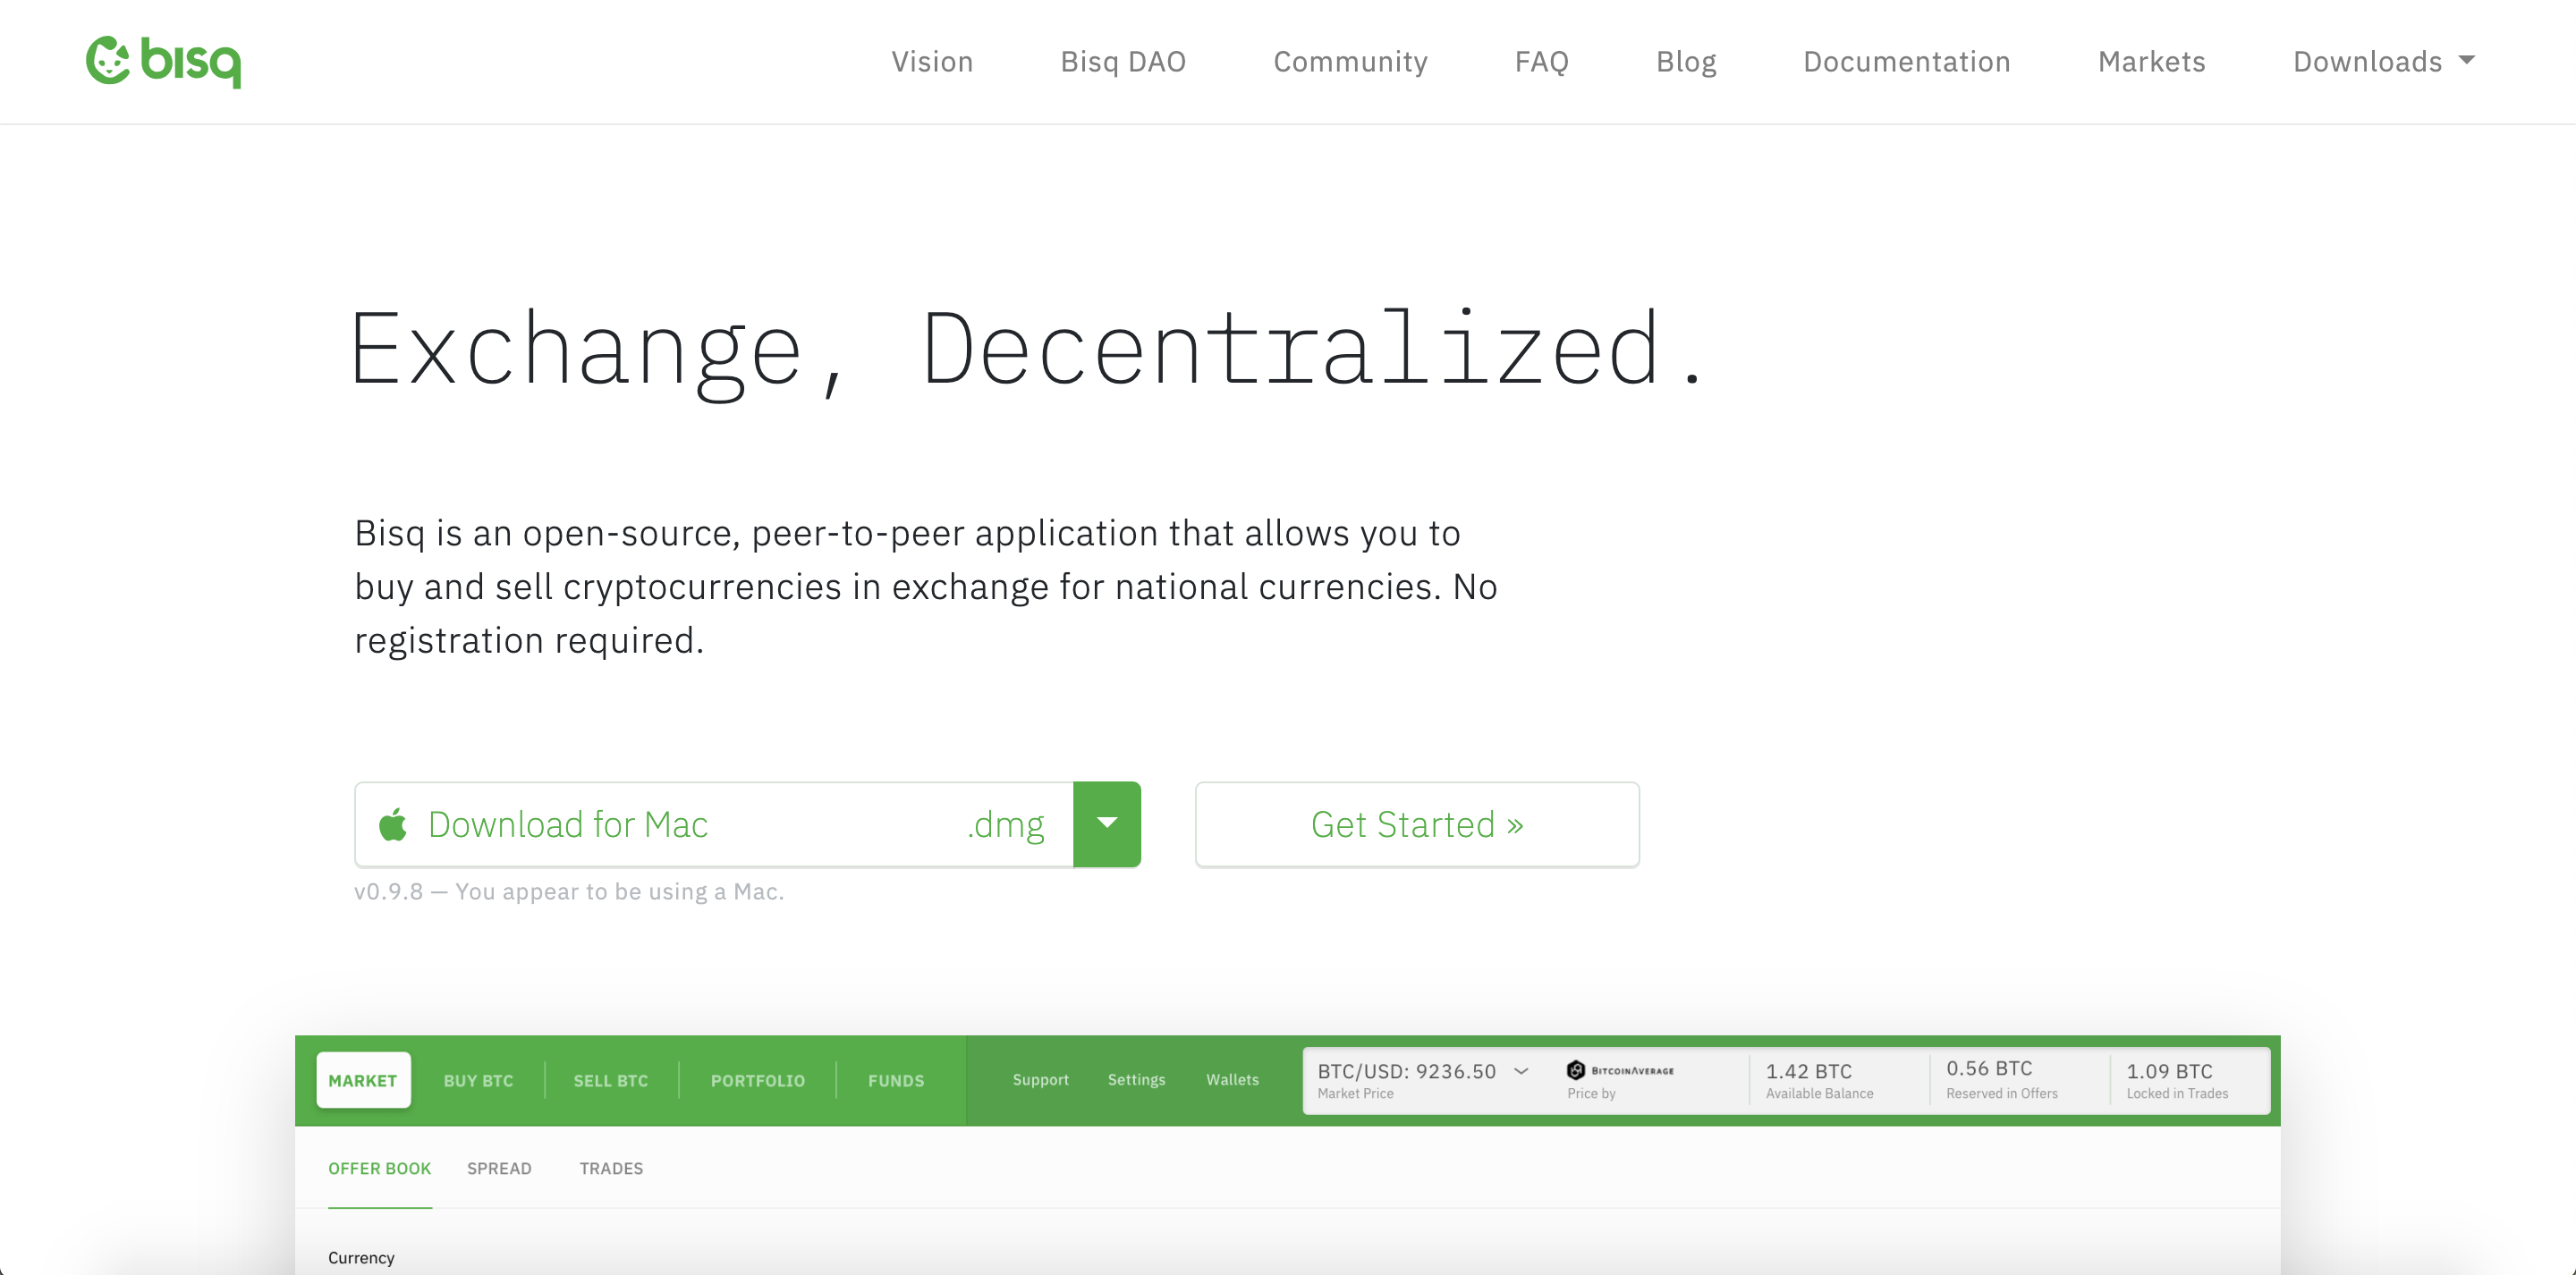 bisq
Vision Bisq DAO Community FAQ Blog Documentation Markets Downloads
Exchange, Decentralized.
Bisq is an open-source, peer-to-peer application that allows you to
buy and sell cryptocurrencies in exchange for national currencies. No
registration required.
Download for Mac .dmg
Get Started »
v0.9.8 — You appear to be using a Mac.
MARKET BUY BTC SELL BTC PORTFOLIO FUNDS Support Settings Wallets
BTC/USD: 9236.50 BITCOINAVERAGE 1.42 BTC 0.56 BTC 1.09 BTC
Market Price Price by Available Balance Reserved in Offers Locked in Trades
OFFER BOOK SPREAD TRADES
Currency